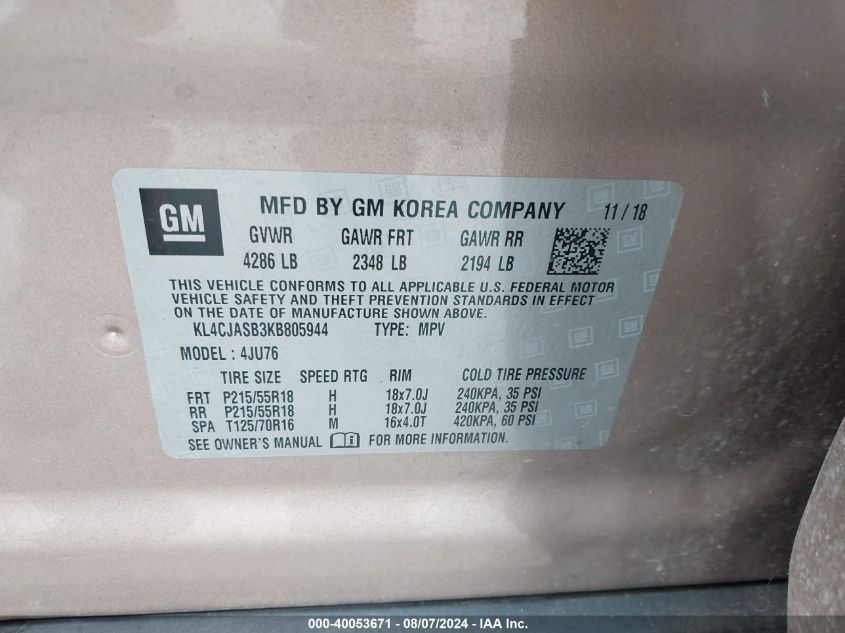 GM MFD BY GM KOREA COMPANY 11/18
GVWR GAWR FRT GAWR RR
4286 LB 2348 LB 2194 LB
THIS VEHICLE CONFORMS TO ALL APPLICABLE U.S. FEDERAL MOTOR
VEHICLE SAFETY AND THEFT PREVENTION STANDARDS IN EFFECT
ON THE DATE OF MANUFACTURE SHOWN ABOVE.
KL4CJASB3KB805944 TYPE: MPV
MODEL: 4JU76
TIRE SIZE SPEED RTG RIM COLD TIRE PRESSURE
FRT P215/55R18 H 18x7.0J 240KPA, 35 PSI
RR P215/55R18 H 18x7.0J 240KPA, 35 PSI
SPA T125/70R16 M 16x4.0T 420KPA, 60 PSI
SEE OWNER'S MANUAL FOR MORE INFORMATION.
000-40053671 - 08/07/2024 - IAA Inc.